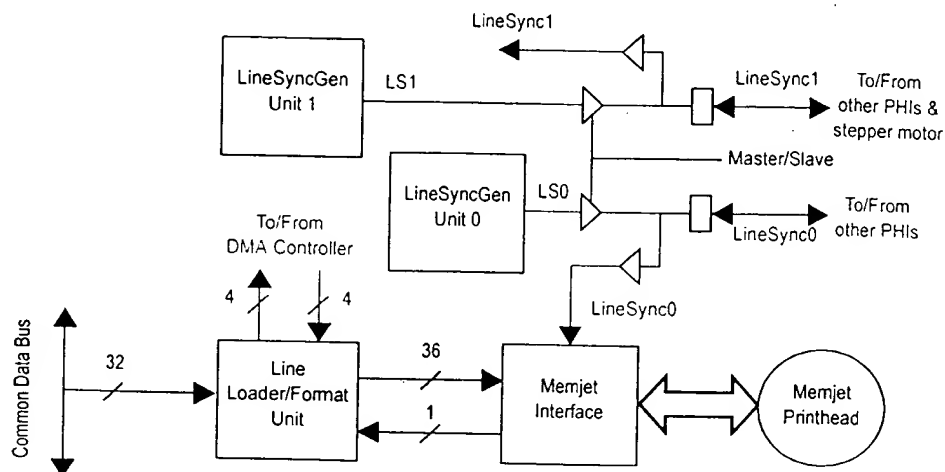 LineSync1
LineSyncGen
Unit 1
LS1
LineSync1
To/From
other PHIs &
stepper motor
Master/Slave
LineSyncGen
Unit 0
LS0
LineSync0
To/From
other PHIs
To/From
DMA Controller
4
4
LineSync0
Common Data Bus
32
Line
Loader/Format
Unit
36
1
Memjet
Interface
Memjet
Printhead